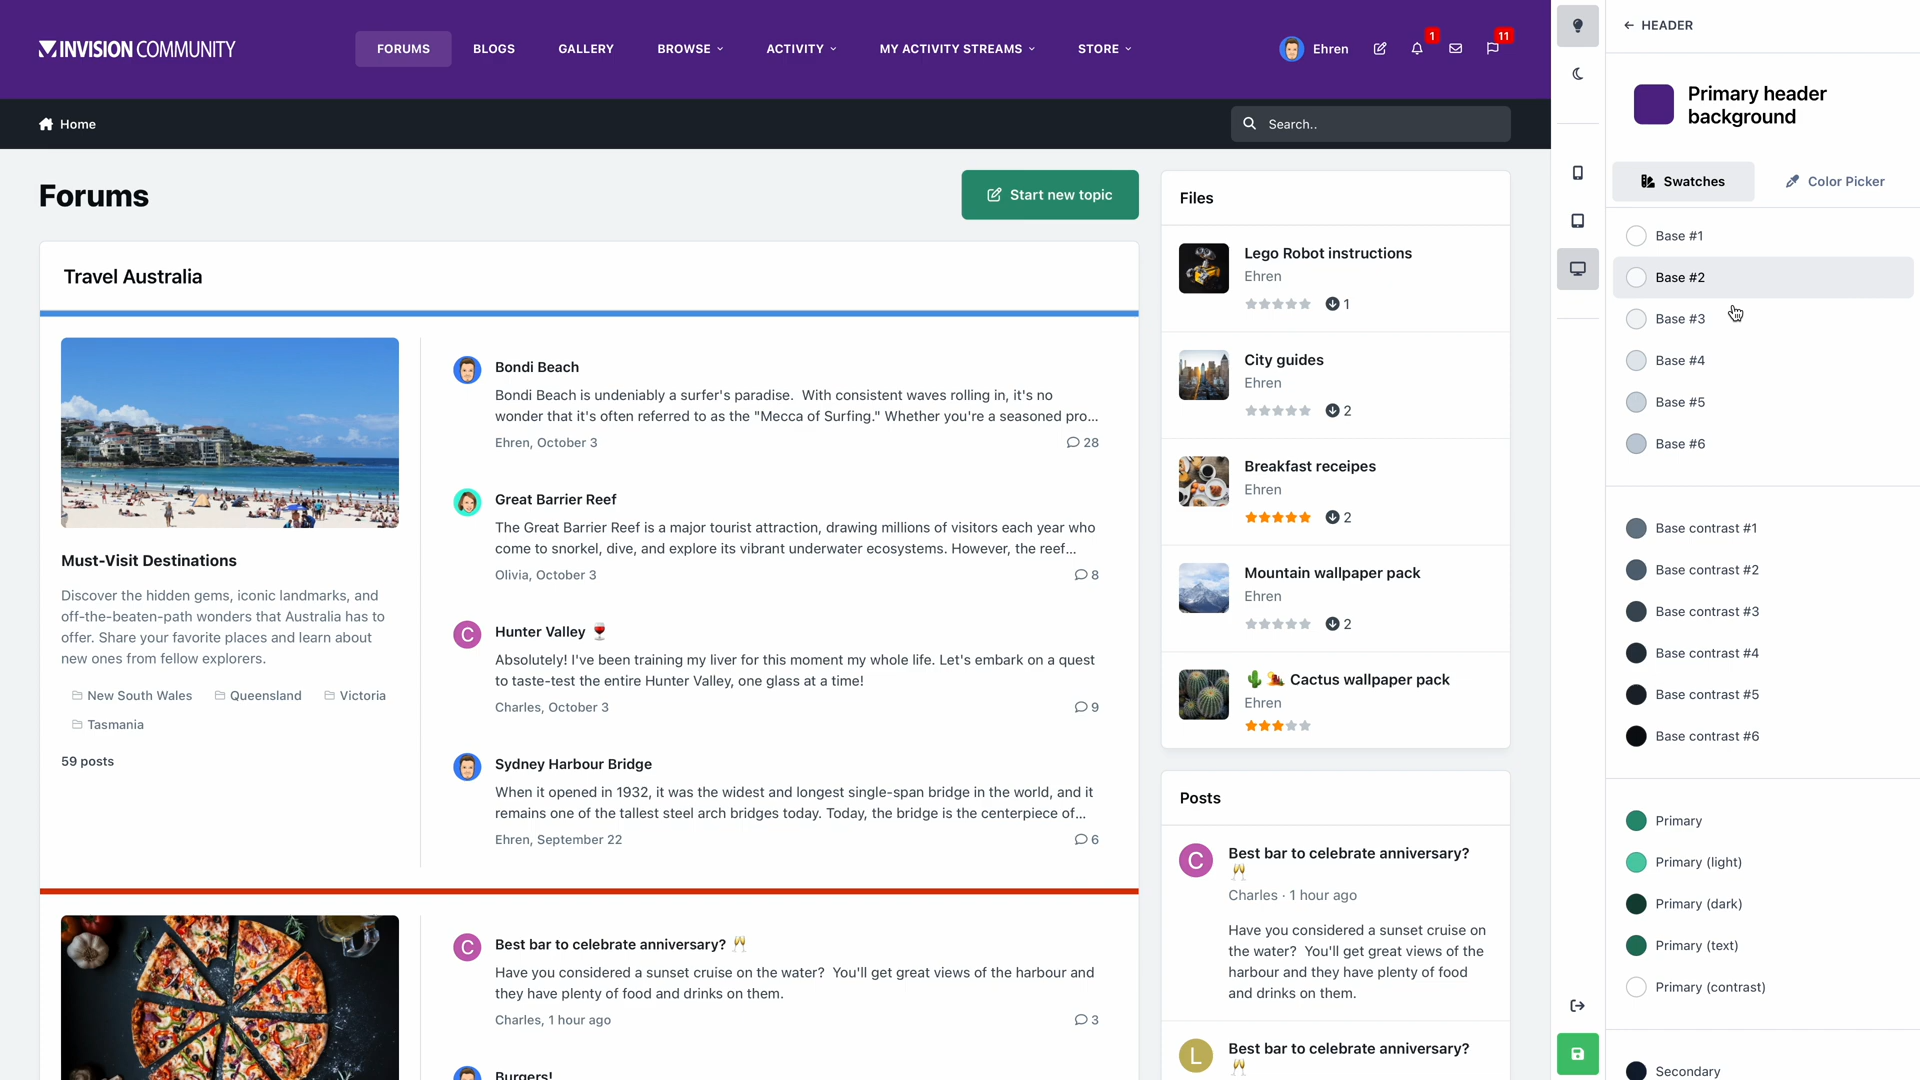 INVISION COMMUNITY
FORUMS
BLOGS
GALLERY
BROWSE
ACTIVITY
MY ACTIVITY STREAMS
STORE
Ehren
1
11
Home
Search..
Forums
Start new topic
Travel Australia
Must-Visit Destinations
Discover the hidden gems, iconic landmarks, and
off-the-beaten-path wonders that Australia has to
offer. Share your favorite places and learn about
new ones from fellow explorers.
New South Wales
Queensland
Victoria
Tasmania
59 posts
Bondi Beach
Bondi Beach is undeniably a surfer's paradise. With consistent waves rolling in, it's no
wonder that it's often referred to as the "Mecca of Surfing." Whether you're a seasoned pro...
Ehren, October 3
28
Great Barrier Reef
The Great Barrier Reef is a major tourist attraction, drawing millions of visitors each year who
come to snorkel, dive, and explore its vibrant underwater ecosystems. However, the reef...
Olivia, October 3
8
C
Hunter Valley 🍷
Absolutely! I've been training my liver for this moment my whole life. Let's embark on a quest
to taste-test the entire Hunter Valley, one glass at a time!
Charles, October 3
9
Sydney Harbour Bridge
When it opened in 1932, it was the widest and longest single-span bridge in the world, and it
remains one of the tallest steel arch bridges today. Today, the bridge is the centerpiece of...
Ehren, September 22
6
C
Best bar to celebrate anniversary? 🥂
Have you considered a sunset cruise on the water? You'll get great views of the harbour and
they have plenty of food and drinks on them.
Charles, 1 hour ago
3
Burgers!
Files
Lego Robot instructions
Ehren
1
City guides
Ehren
2
Breakfast receipes
Ehren
2
Mountain wallpaper pack
Ehren
2
🌵 Cactus wallpaper pack
Ehren
Posts
C
Best bar to celebrate anniversary?
🥂
Charles · 1 hour ago
Have you considered a sunset cruise on
the water? You'll get great views of the
harbour and they have plenty of food
and drinks on them.
L
Best bar to celebrate anniversary?
🥂
HEADER
Primary header
background
Swatches
Color Picker
Base #1
Base #2
Base #3
Base #4
Base #5
Base #6
Base contrast #1
Base contrast #2
Base contrast #3
Base contrast #4
Base contrast #5
Base contrast #6
Primary
Primary (light)
Primary (dark)
Primary (text)
Primary (contrast)
Secondary